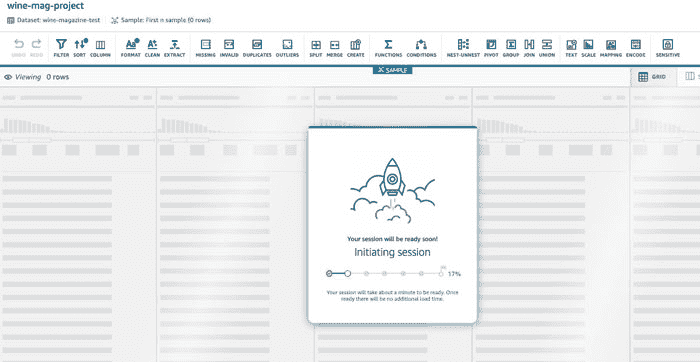 wine-mag-project
Dataset: wine-magazine-test Sample: First n sample (0 rows)
UNDO REDO FILTER SORT COLUMN FORMAT CLEAN EXTRACT MISSING INVALID DUPLICATES OUTLIERS SPLIT MERGE CREATE FUNCTIONS CONDITIONS NEST-UNNEST PIVOT GROUP JOIN UNION TEXT SCALE MAPPING ENCODE SENSITIVE
SAMPLE
Viewing 0 rows
GRID
Your session will be ready soon!
Initiating session
17%
Your session will take about a minute to be ready. Once
ready there will be no additional load time.